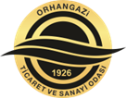 ORHANGAZİ
1926
TİCARET VE SANAYİ ODASI